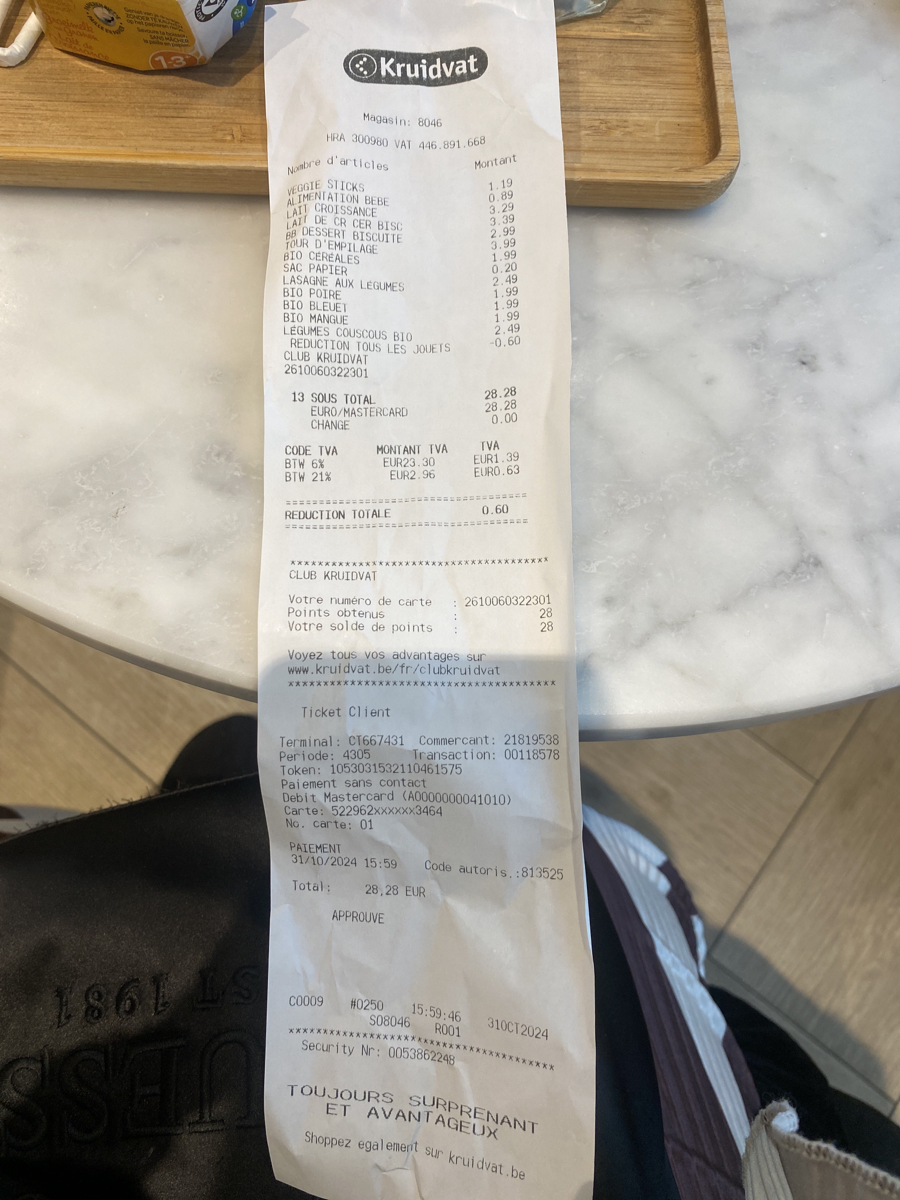 Kruidvat
Magasin: 8046
HRA 300980 VAT 446.891.668
Nombre d'articles Montant
VEGGIE STICKS 1.19
ALIMENTATION BEBE 0.89
LAIT CROISSANCE 3.29
LAIT DE CR CER BISC 3.39
BB DESSERT BISCUITE 2.99
TOUR D'EMPILAGE 3.99
BIO CÉRÉALES 1.99
SAC PAPIER 0.20
LASAGNE AUX LÉGUMES 2.49
BIO POIRE 1.99
BIO BLEUET 1.99
BIO MANGUE 1.99
LÉGUMES COUSCOUS BIO 2.49
REDUCTION TOUS LES JOUETS -0.60
CLUB KRUIDVAT
2610060322301
13 SOUS TOTAL 28.28
EURO/MASTERCARD 28.28
CHANGE 0.00
CODE TVA MONTANT TVA TVA
BTW 6% EUR23.30 EUR1.39
BTW 21% EUR2.96 EUR0.63
==================================
REDUCTION TOTALE 0.60
==================================
*************************************
CLUB KRUIDVAT
Votre numéro de carte : 2610060322301
Points obtenus : 28
Votre solde de points : 28
Voyez tous vos advantages sur
www.kruidvat.be/fr/clubkruidvat
**************************************
Ticket Client
Terminal: CT667431 Commercant: 21819538
Periode: 4305 Transaction: 00118578
Token: 1053031532110461575
Paiement sans contact
Debit Mastercard (A0000000041010)
Carte: 522962xxxxxx3464
No. carte: 01
PAIEMENT
31/10/2024 15:59 Code autoris.:813525
Total: 28,28 EUR
APPROUVE
C0009 #0250 15:59:46 31OCT2024
S08046 R001
**************************************
Security Nr: 0053862248
TOUJOURS SURPRENANT
ET AVANTAGEUX
Shoppez egalement sur kruidvat.be
1-3
1981